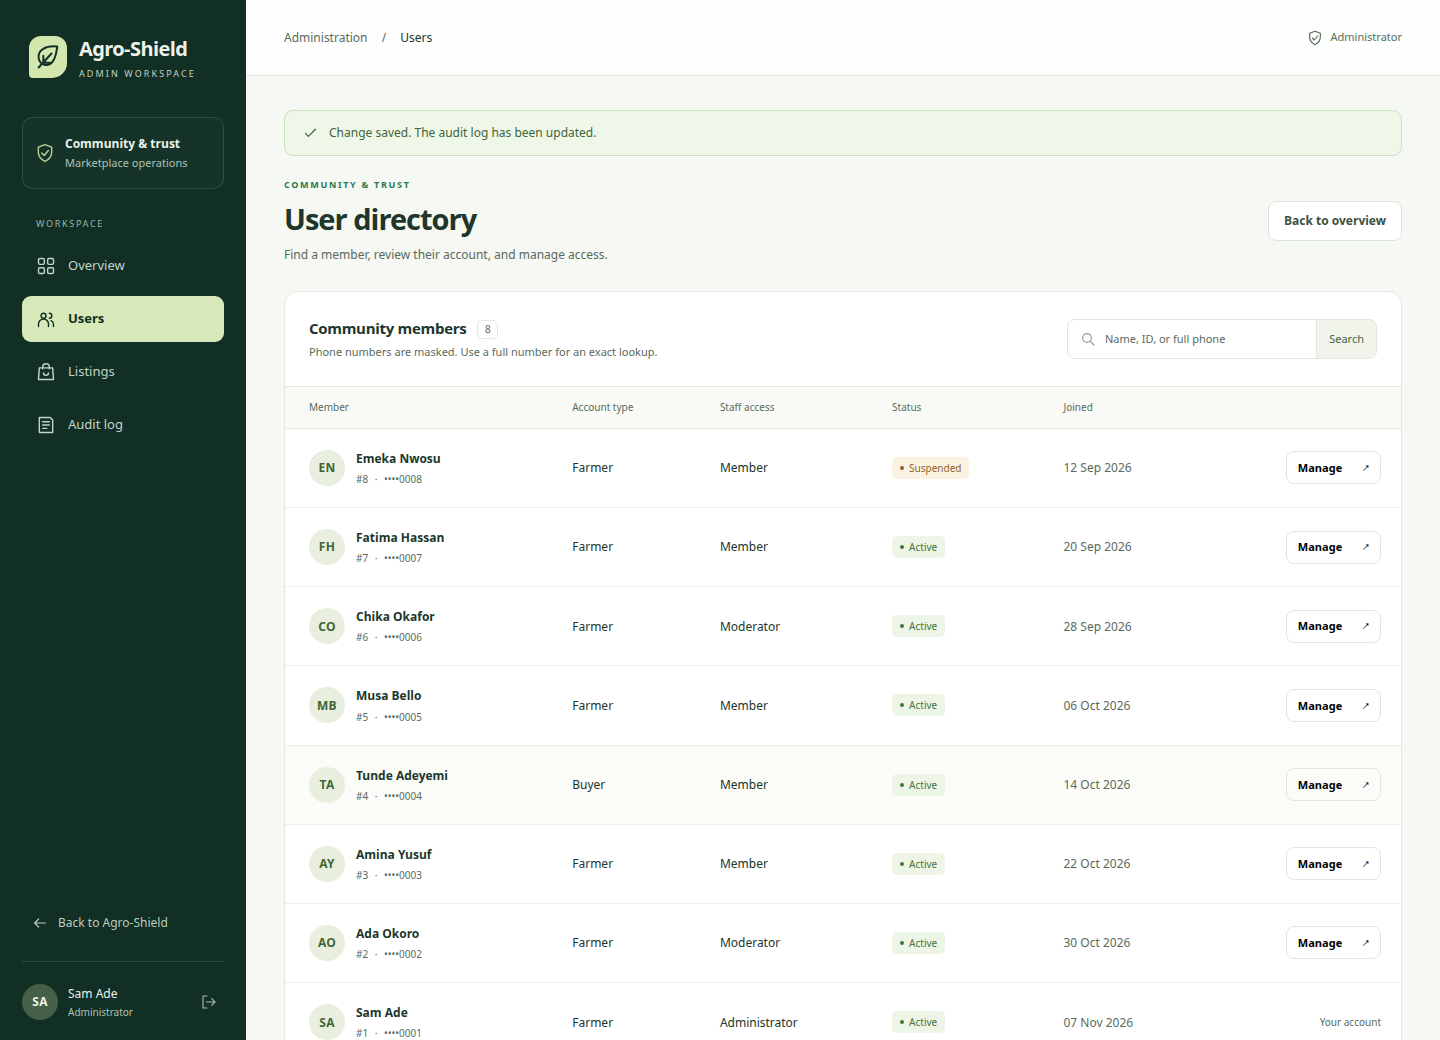 Agro-Shield
ADMIN WORKSPACE
Community & trust
Marketplace operations
WORKSPACE
Overview
Users
Listings
Audit log
Back to Agro-Shield
SA
Sam Ade
Administrator
Administration / Users
Administrator
Change saved. The audit log has been updated.
COMMUNITY & TRUST
User directory
Find a member, review their account, and manage access.
Back to overview
Community members 8
Phone numbers are masked. Use a full number for an exact lookup.
Name, ID, or full phone Search
Member Account type Staff access Status Joined
EN Emeka Nwosu Farmer Member Suspended 12 Sep 2026 Manage ↗
#8 · ••••0008
FH Fatima Hassan Farmer Member Active 20 Sep 2026 Manage ↗
#7 · ••••0007
CO Chika Okafor Farmer Moderator Active 28 Sep 2026 Manage ↗
#6 · ••••0006
MB Musa Bello Farmer Member Active 06 Oct 2026 Manage ↗
#5 · ••••0005
TA Tunde Adeyemi Buyer Member Active 14 Oct 2026 Manage ↗
#4 · ••••0004
AY Amina Yusuf Farmer Member Active 22 Oct 2026 Manage ↗
#3 · ••••0003
AO Ada Okoro Farmer Moderator Active 30 Oct 2026 Manage ↗
#2 · ••••0002
SA Sam Ade Farmer Administrator Active 07 Nov 2026 Your account
#1 · ••••0001